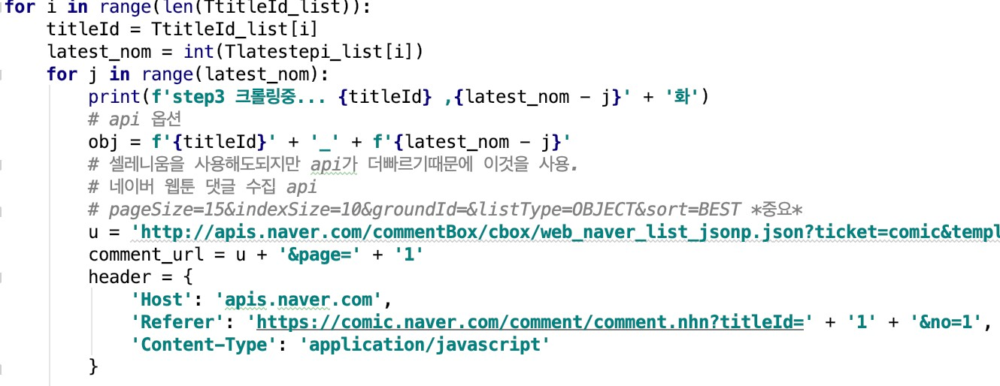 for i in range(len(TtitleId_list)):
titleId = TtitleId_list[i]
latest_nom = int(Tlatestepi_list[i])
for j in range(latest_nom):
print(f'step3 크롤링중... {titleId} ,{latest_nom - j}' + '화')
# api 옵션
obj = f'{titleId}' + '_' + f'{latest_nom - j}'
# 셀레니움을 사용해도되지만 api가 더빠르기때문에 이것을 사용.
# 네이버 웹툰 댓글 수집 api
# pageSize=15&indexSize=10&groundId=&listType=OBJECT&sort=BEST *중요*
u = 'http://apis.naver.com/commentBox/cbox/web_naver_list_jsonp.json?ticket=comic&templ
comment_url = u + '&page=' + '1'
header = {
'Host': 'apis.naver.com',
'Referer': 'https://comic.naver.com/comment/comment.nhn?titleId=' + '1' + '&no=1',
'Content-Type': 'application/javascript'
}